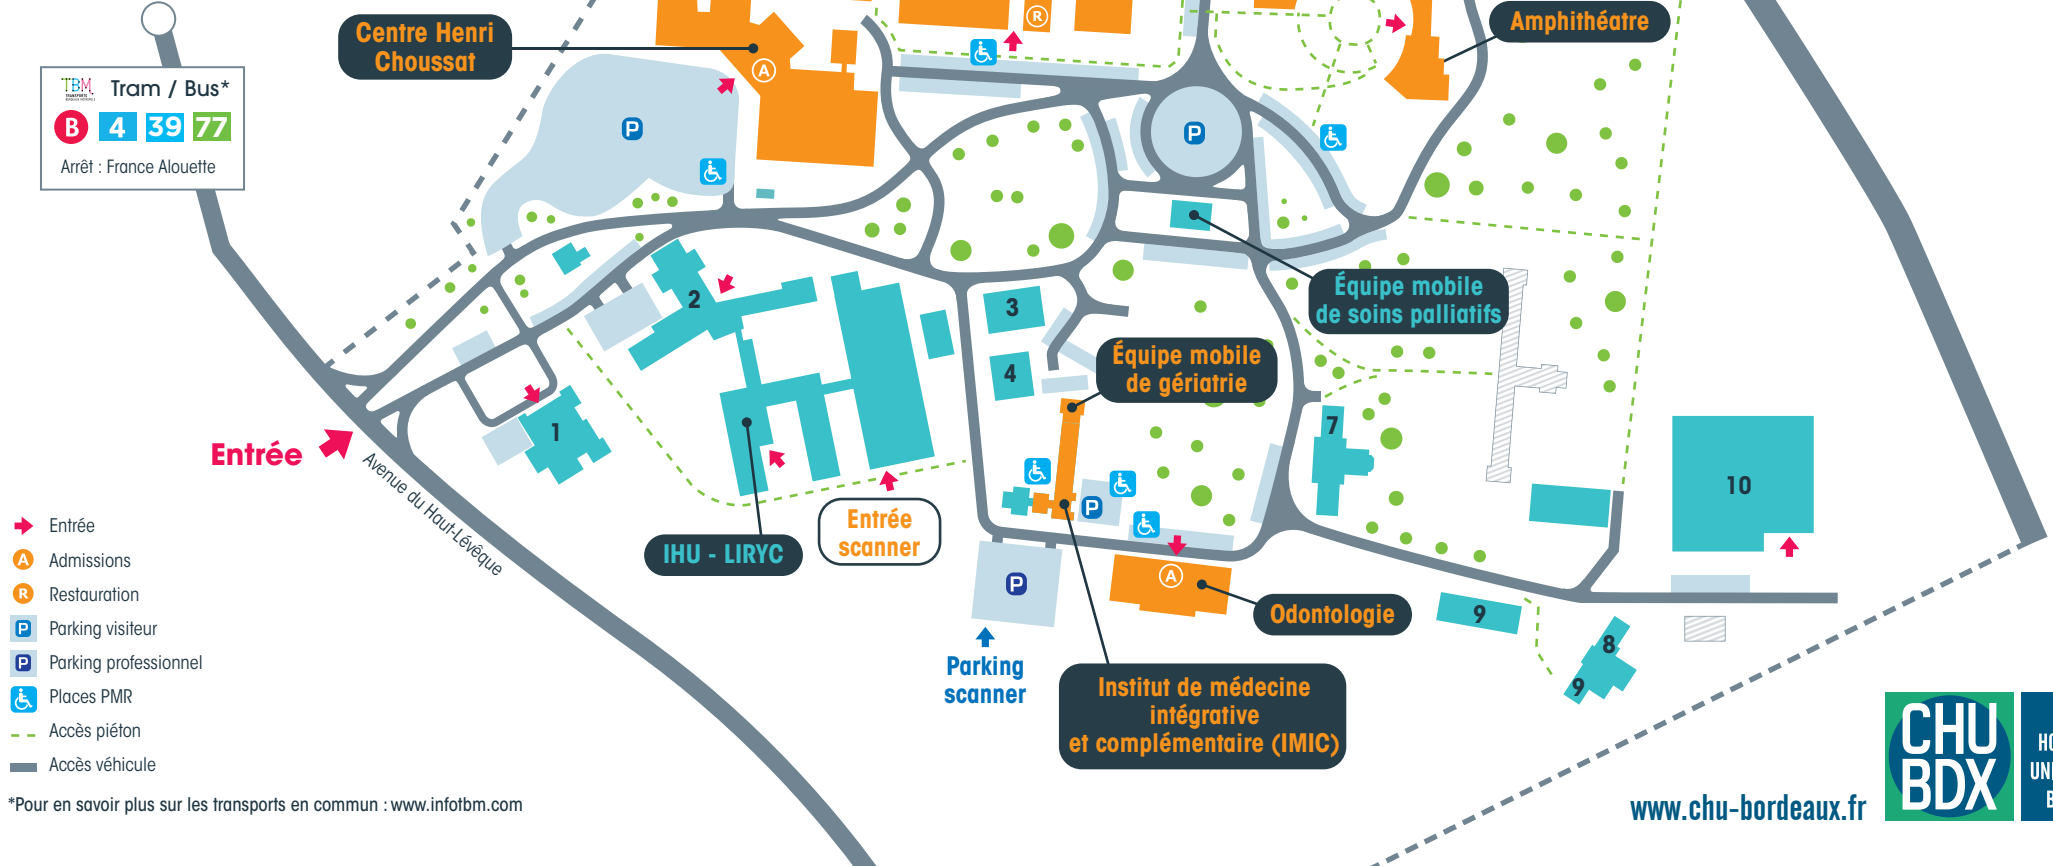 Centre Henri
Choussat
A
R
Amphithéatre
TBM
TRANSPORTS
BORDEAUX MÉTROPOLE
Tram / Bus*
B 4 39 77
Arrêt : France Alouette
P
P
Équipe mobile
de soins palliatifs
2
3
4
Équipe mobile
de gériatrie
1
7
10
Entrée
Avenue du Haut-Lévêque
Entrée
scanner
IHU - LIRYC
P
P
A
Odontologie
9
8
9
Parking
scanner
Institut de médecine
intégrative
et complémentaire (IMIC)
Entrée
A Admissions
R Restauration
P Parking visiteur
P Parking professionnel
Places PMR
Accès piéton
Accès véhicule
*Pour en savoir plus sur les transports en commun : www.infotbm.com
www.chu-bordeaux.fr
CHU
BDX